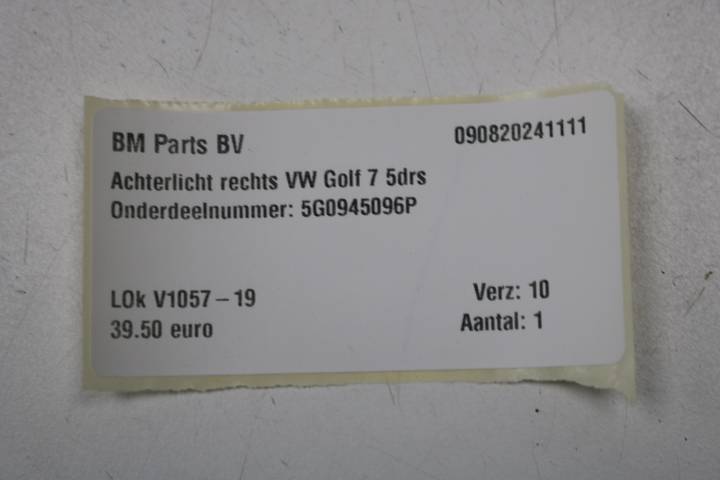 BM Parts BV
090820241111
Achterlicht rechts VW Golf 7 5drs
Onderdeelnummer: 5G0945096P
LOk V1057 – 19
Verz: 10
39.50 euro
Aantal: 1